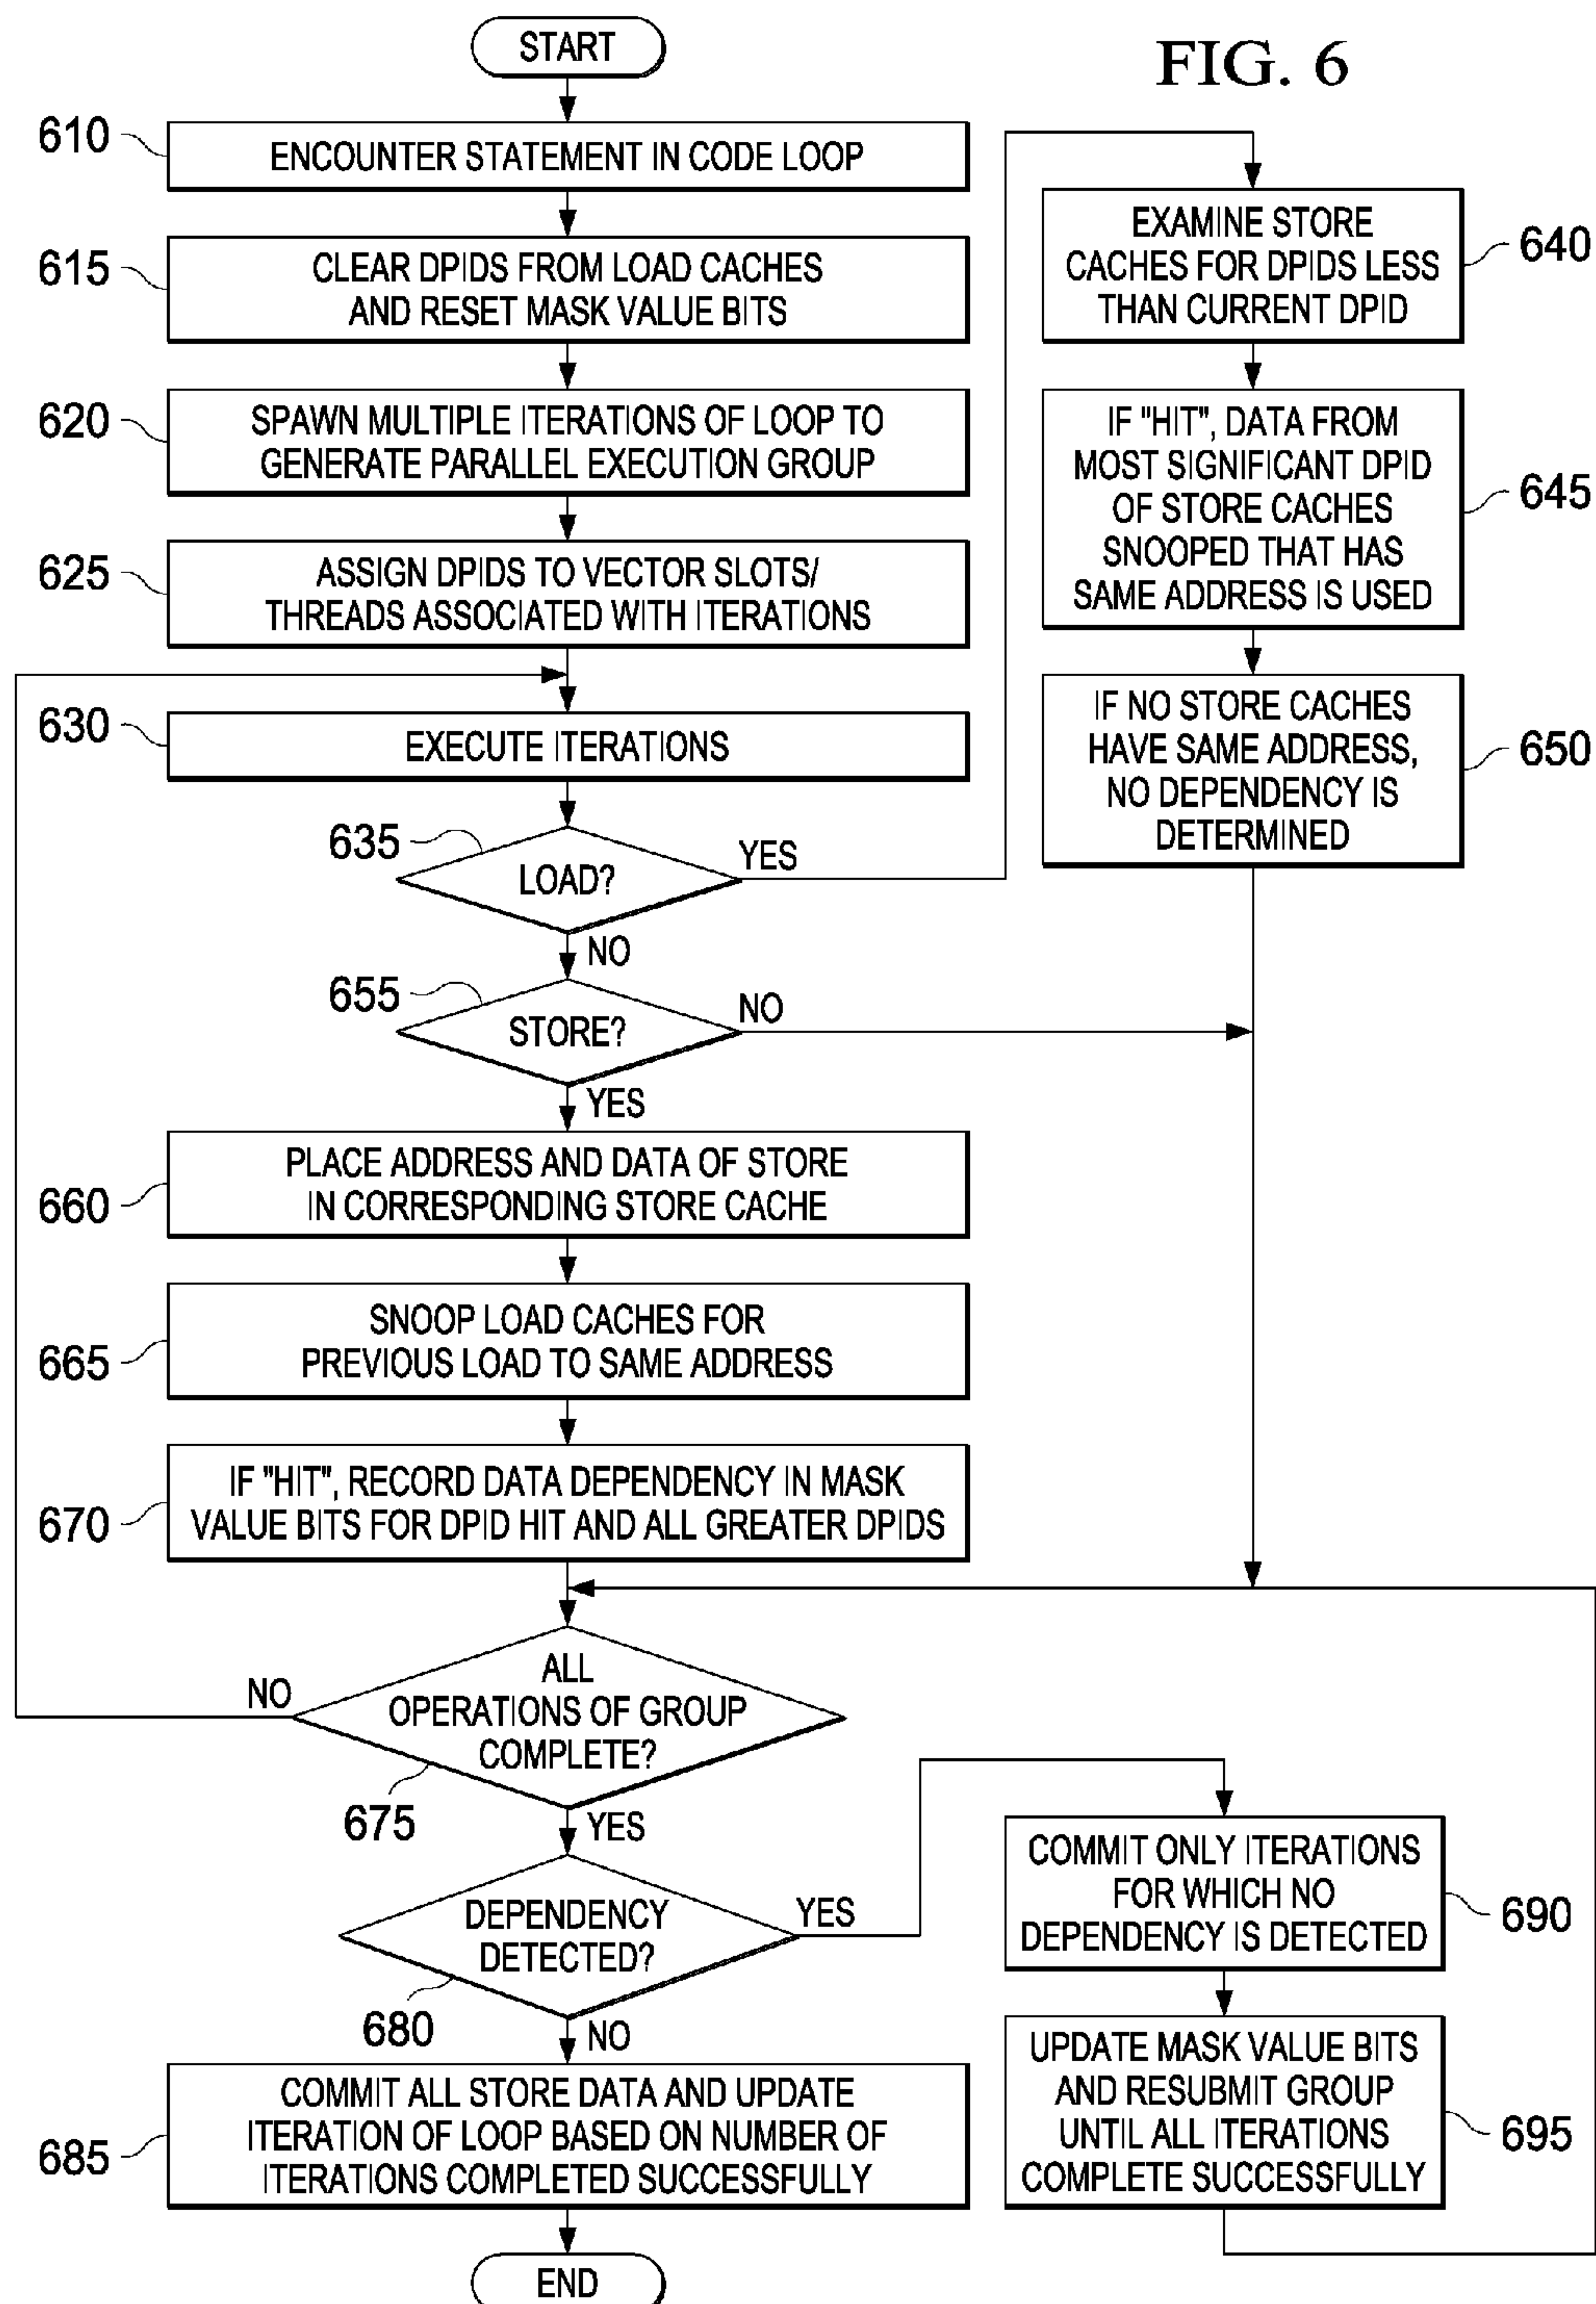 FIG. 6
START
610
ENCOUNTER STATEMENT IN CODE LOOP
615
CLEAR DPIDS FROM LOAD CACHES
AND RESET MASK VALUE BITS
620
SPAWN MULTIPLE ITERATIONS OF LOOP TO
GENERATE PARALLEL EXECUTION GROUP
625
ASSIGN DPIDS TO VECTOR SLOTS/
THREADS ASSOCIATED WITH ITERATIONS
630
EXECUTE ITERATIONS
635
LOAD?
YES
NO
640
EXAMINE STORE
CACHES FOR DPIDS LESS
THAN CURRENT DPID
645
IF "HIT", DATA FROM
MOST SIGNIFICANT DPID
OF STORE CACHES
SNOOPED THAT HAS
SAME ADDRESS IS USED
650
IF NO STORE CACHES
HAVE SAME ADDRESS,
NO DEPENDENCY IS
DETERMINED
655
STORE?
NO
YES
660
PLACE ADDRESS AND DATA OF STORE
IN CORRESPONDING STORE CACHE
665
SNOOP LOAD CACHES FOR
PREVIOUS LOAD TO SAME ADDRESS
670
IF "HIT", RECORD DATA DEPENDENCY IN MASK
VALUE BITS FOR DPID HIT AND ALL GREATER DPIDS
NO
ALL
OPERATIONS OF GROUP
COMPLETE?
675
YES
DEPENDENCY
DETECTED?
YES
680
NO
685
COMMIT ALL STORE DATA AND UPDATE
ITERATION OF LOOP BASED ON NUMBER OF
ITERATIONS COMPLETED SUCCESSFULLY
690
COMMIT ONLY ITERATIONS
FOR WHICH NO
DEPENDENCY IS DETECTED
695
UPDATE MASK VALUE BITS
AND RESUBMIT GROUP
UNTIL ALL ITERATIONS
COMPLETE SUCCESSFULLY
END